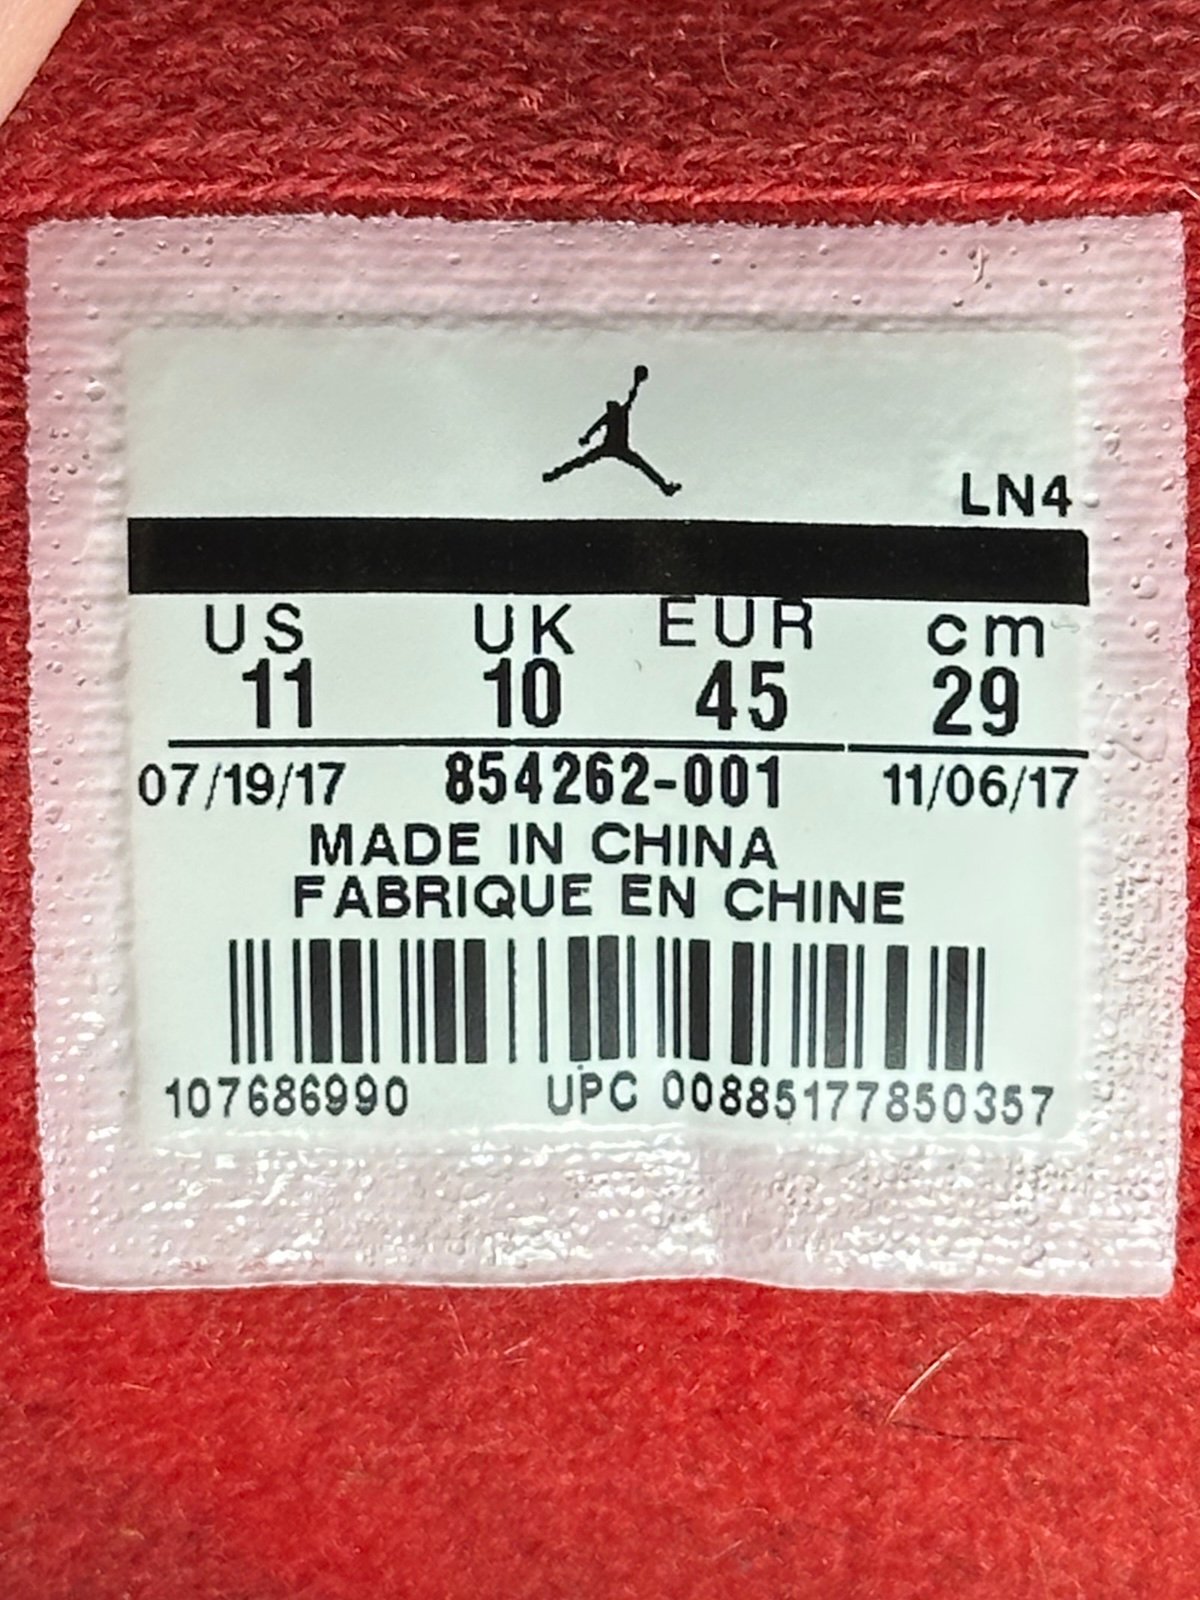 LN4
US UK EUR cm
11 10 45 29
07/19/17 854262-001 11/06/17
MADE IN CHINA
FABRIQUE EN CHINE
107686990 UPC 00885177850357